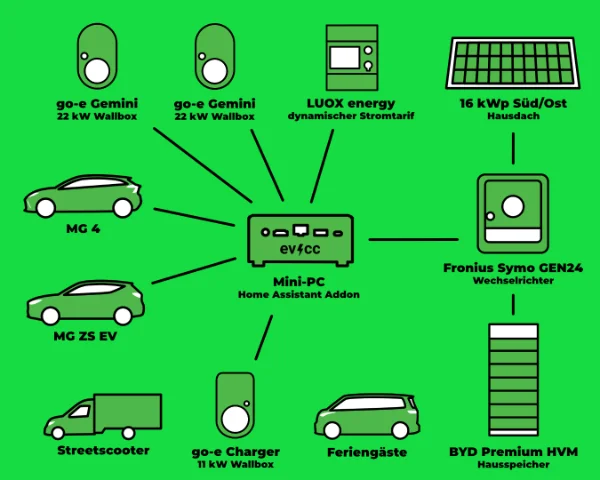 go-e Gemini
22 kW Wallbox
go-e Gemini
22 kW Wallbox
LUOX energy
dynamischer Stromtarif
16 kWp Süd/Ost
Hausdach
MG 4
evcc
Mini-PC
Home Assistant Addon
Fronius Symo GEN24
Wechselrichter
MG ZS EV
Streetscooter
go-e Charger
11 kW Wallbox
Feriengäste
BYD Premium HVM
Hausspeicher